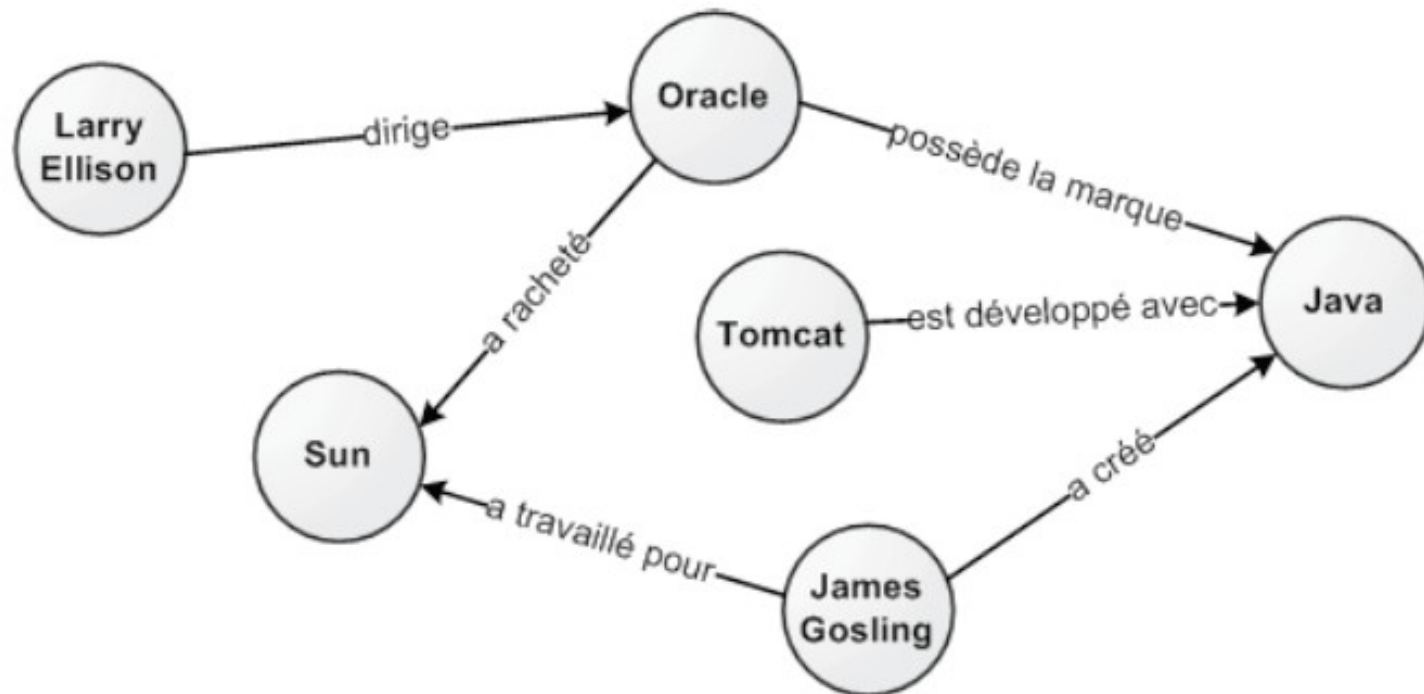 Larry
Ellison
dirige
Oracle
possède la marque
a racheté
Tomcat
est développé avec
Java
Sun
a travaillé pour
a créé
James
Gosling